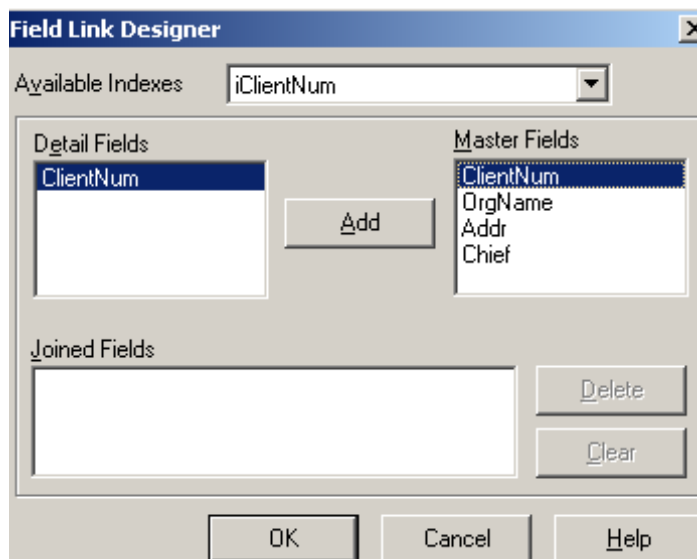 Field Link Designer
Available Indexes
iClientNum
Detail Fields
ClientNum
Add
Master Fields
ClientNum
OrgName
Addr
Chief
Joined Fields
Delete
Clear
OK
Cancel
Help